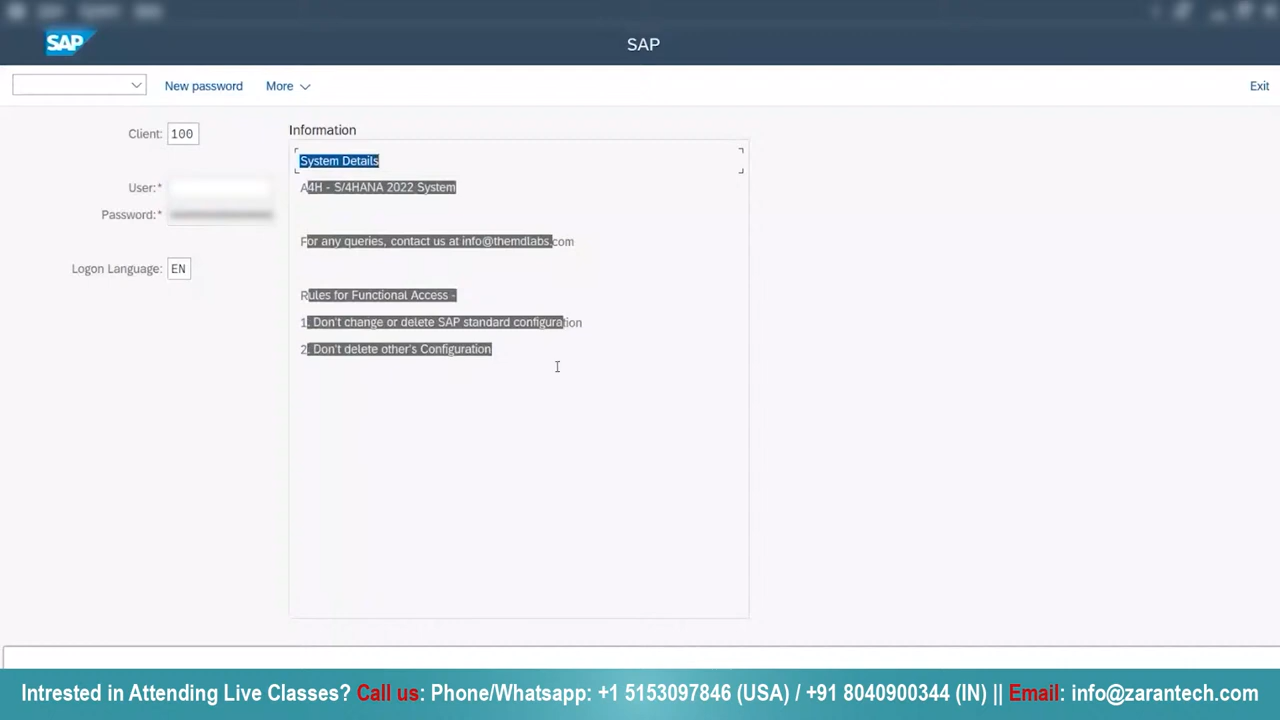 SAP
SAP
New password
More
Exit
Client: 100
Information
System Details
A4H - S/4HANA 2022 System
User:*
Password:*
For any queries, contact us at info@themdlabs.com
Logon Language: EN
Rules for Functional Access -
1. Don't change or delete SAP standard configuration
2. Don't delete other's Configuration
Intrested in Attending Live Classes? Call us: Phone/Whatsapp: +1 5153097846 (USA) / +91 8040900344 (IN) || Email: info@zarantech.com